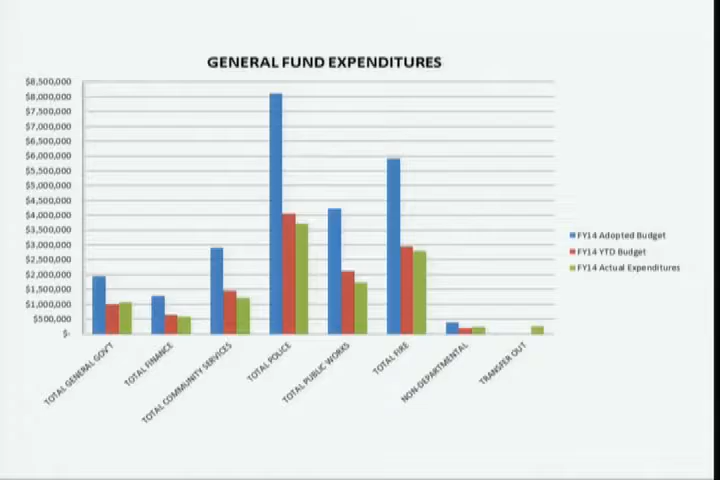 GENERAL FUND EXPENDITURES
$8,500,000
$8,000,000
$7,500,000
$7,000,000
$6,500,000
$6,000,000
$5,500,000
$5,000,000
$4,500,000
$4,000,000
$3,500,000
$3,000,000
$2,500,000
$2,000,000
$1,500,000
$1,000,000
$500,000
$-
TOTAL GENERAL GOV'T
TOTAL FINANCE
TOTAL COMMUNITY SERVICES
TOTAL POLICE
TOTAL PUBLIC WORKS
TOTAL FIRE
NON-DEPARTMENTAL
TRANSFER OUT
FY14 Adopted Budget
FY14 YTD Budget
FY14 Actual Expenditures